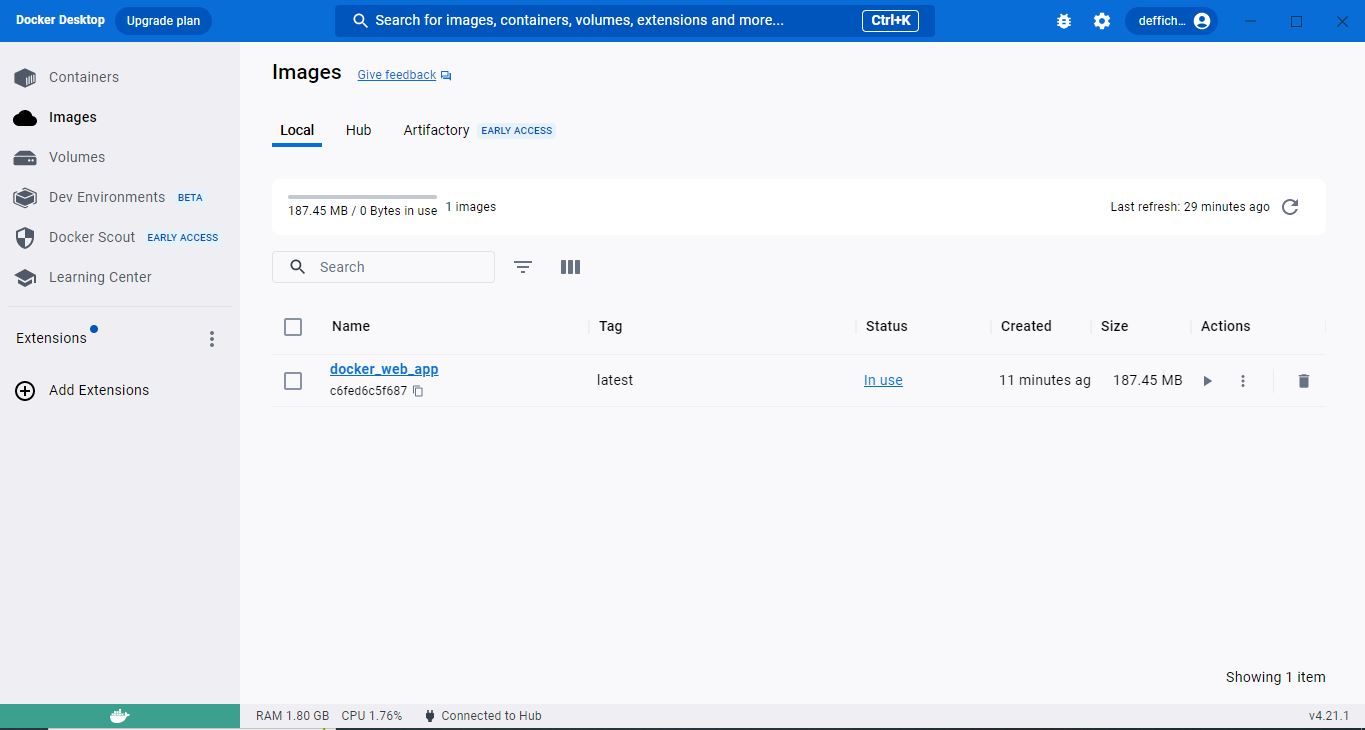 Docker Desktop Upgrade plan Search for images, containers, volumes, extensions and more... Ctrl+K deffich...
Containers
Images
Volumes
Dev Environments BETA
Docker Scout EARLY ACCESS
Learning Center
Extensions
Add Extensions
Images Give feedback
Local Hub Artifactory EARLY ACCESS
187.45 MB / 0 Bytes in use 1 images Last refresh: 29 minutes ago
Search
Name Tag Status Created Size Actions
docker_web_app latest In use 11 minutes ag 187.45 MB
c6fed6c5f687
Showing 1 item
RAM 1.80 GB CPU 1.76% Connected to Hub v4.21.1